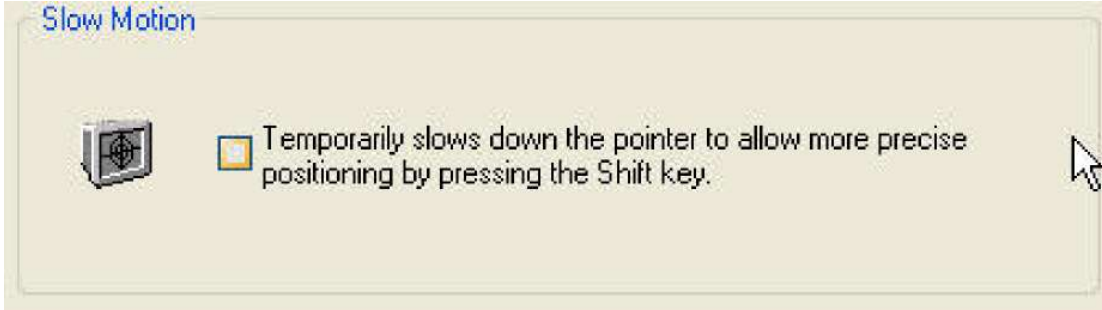 Slow Motion
Temporarily slows down the pointer to allow more precise
positioning by pressing the Shift key.